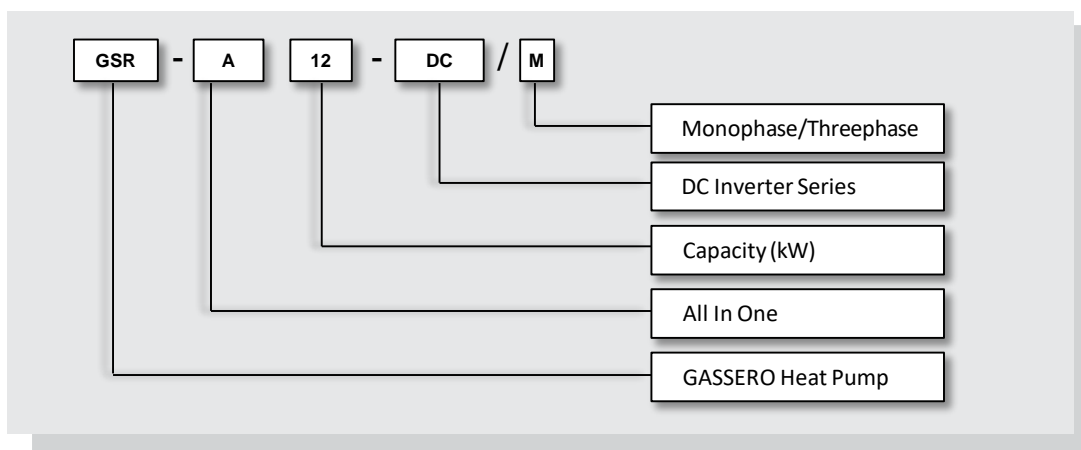 GSR - A 12 - DC / M
Monophase/Threephase
DC Inverter Series
Capacity (kW)
All In One
GASSERO Heat Pump